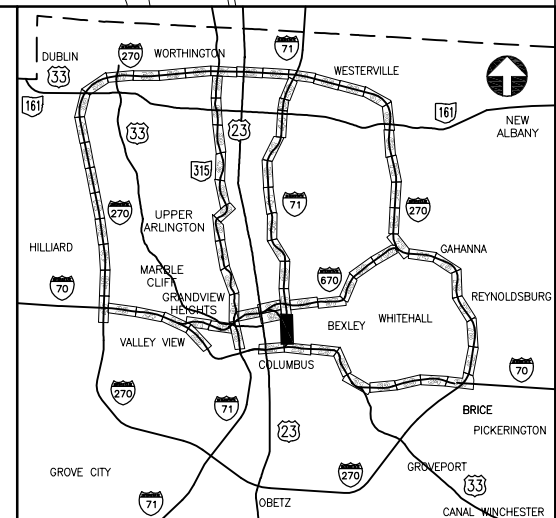 DUBLIN
33
270
WORTHINGTON
71
WESTERVILLE
161
33
23
161
NEW
ALBANY
315
270
UPPER
ARLINGTON
71
270
HILLIARD
GAHANNA
70
MARBLE
CLIFF
670
GRANDVIEW
HEIGHTS
REYNOLDSBURG
BEXLEY
WHITEHALL
VALLEY VIEW
COLUMBUS
70
270
71
BRICE
23
PICKERINGTON
GROVE CITY
270
GROVEPORT
33
71
OBETZ
CANAL WINCHESTER